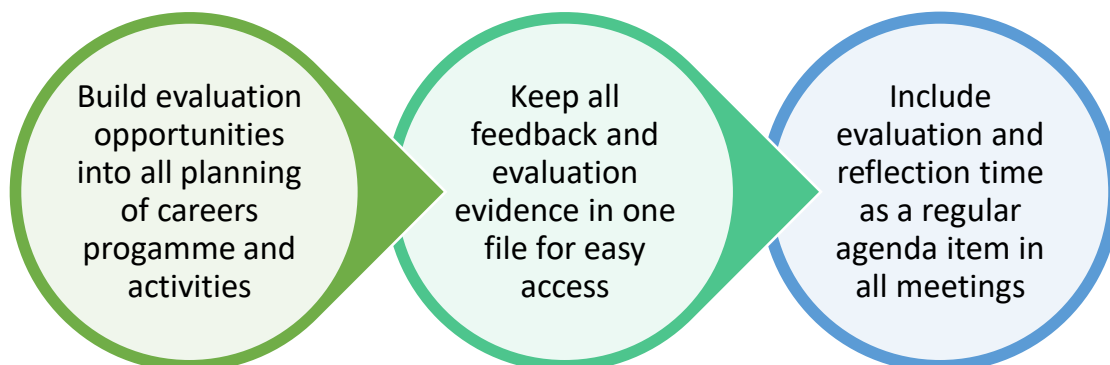 Build evaluation
opportunities
into all planning
of careers
progamme and
activities
Keep all
feedback and
evaluation
evidence in one
file for easy
access
Include
evaluation and
reflection time
as a regular
agenda item in
all meetings